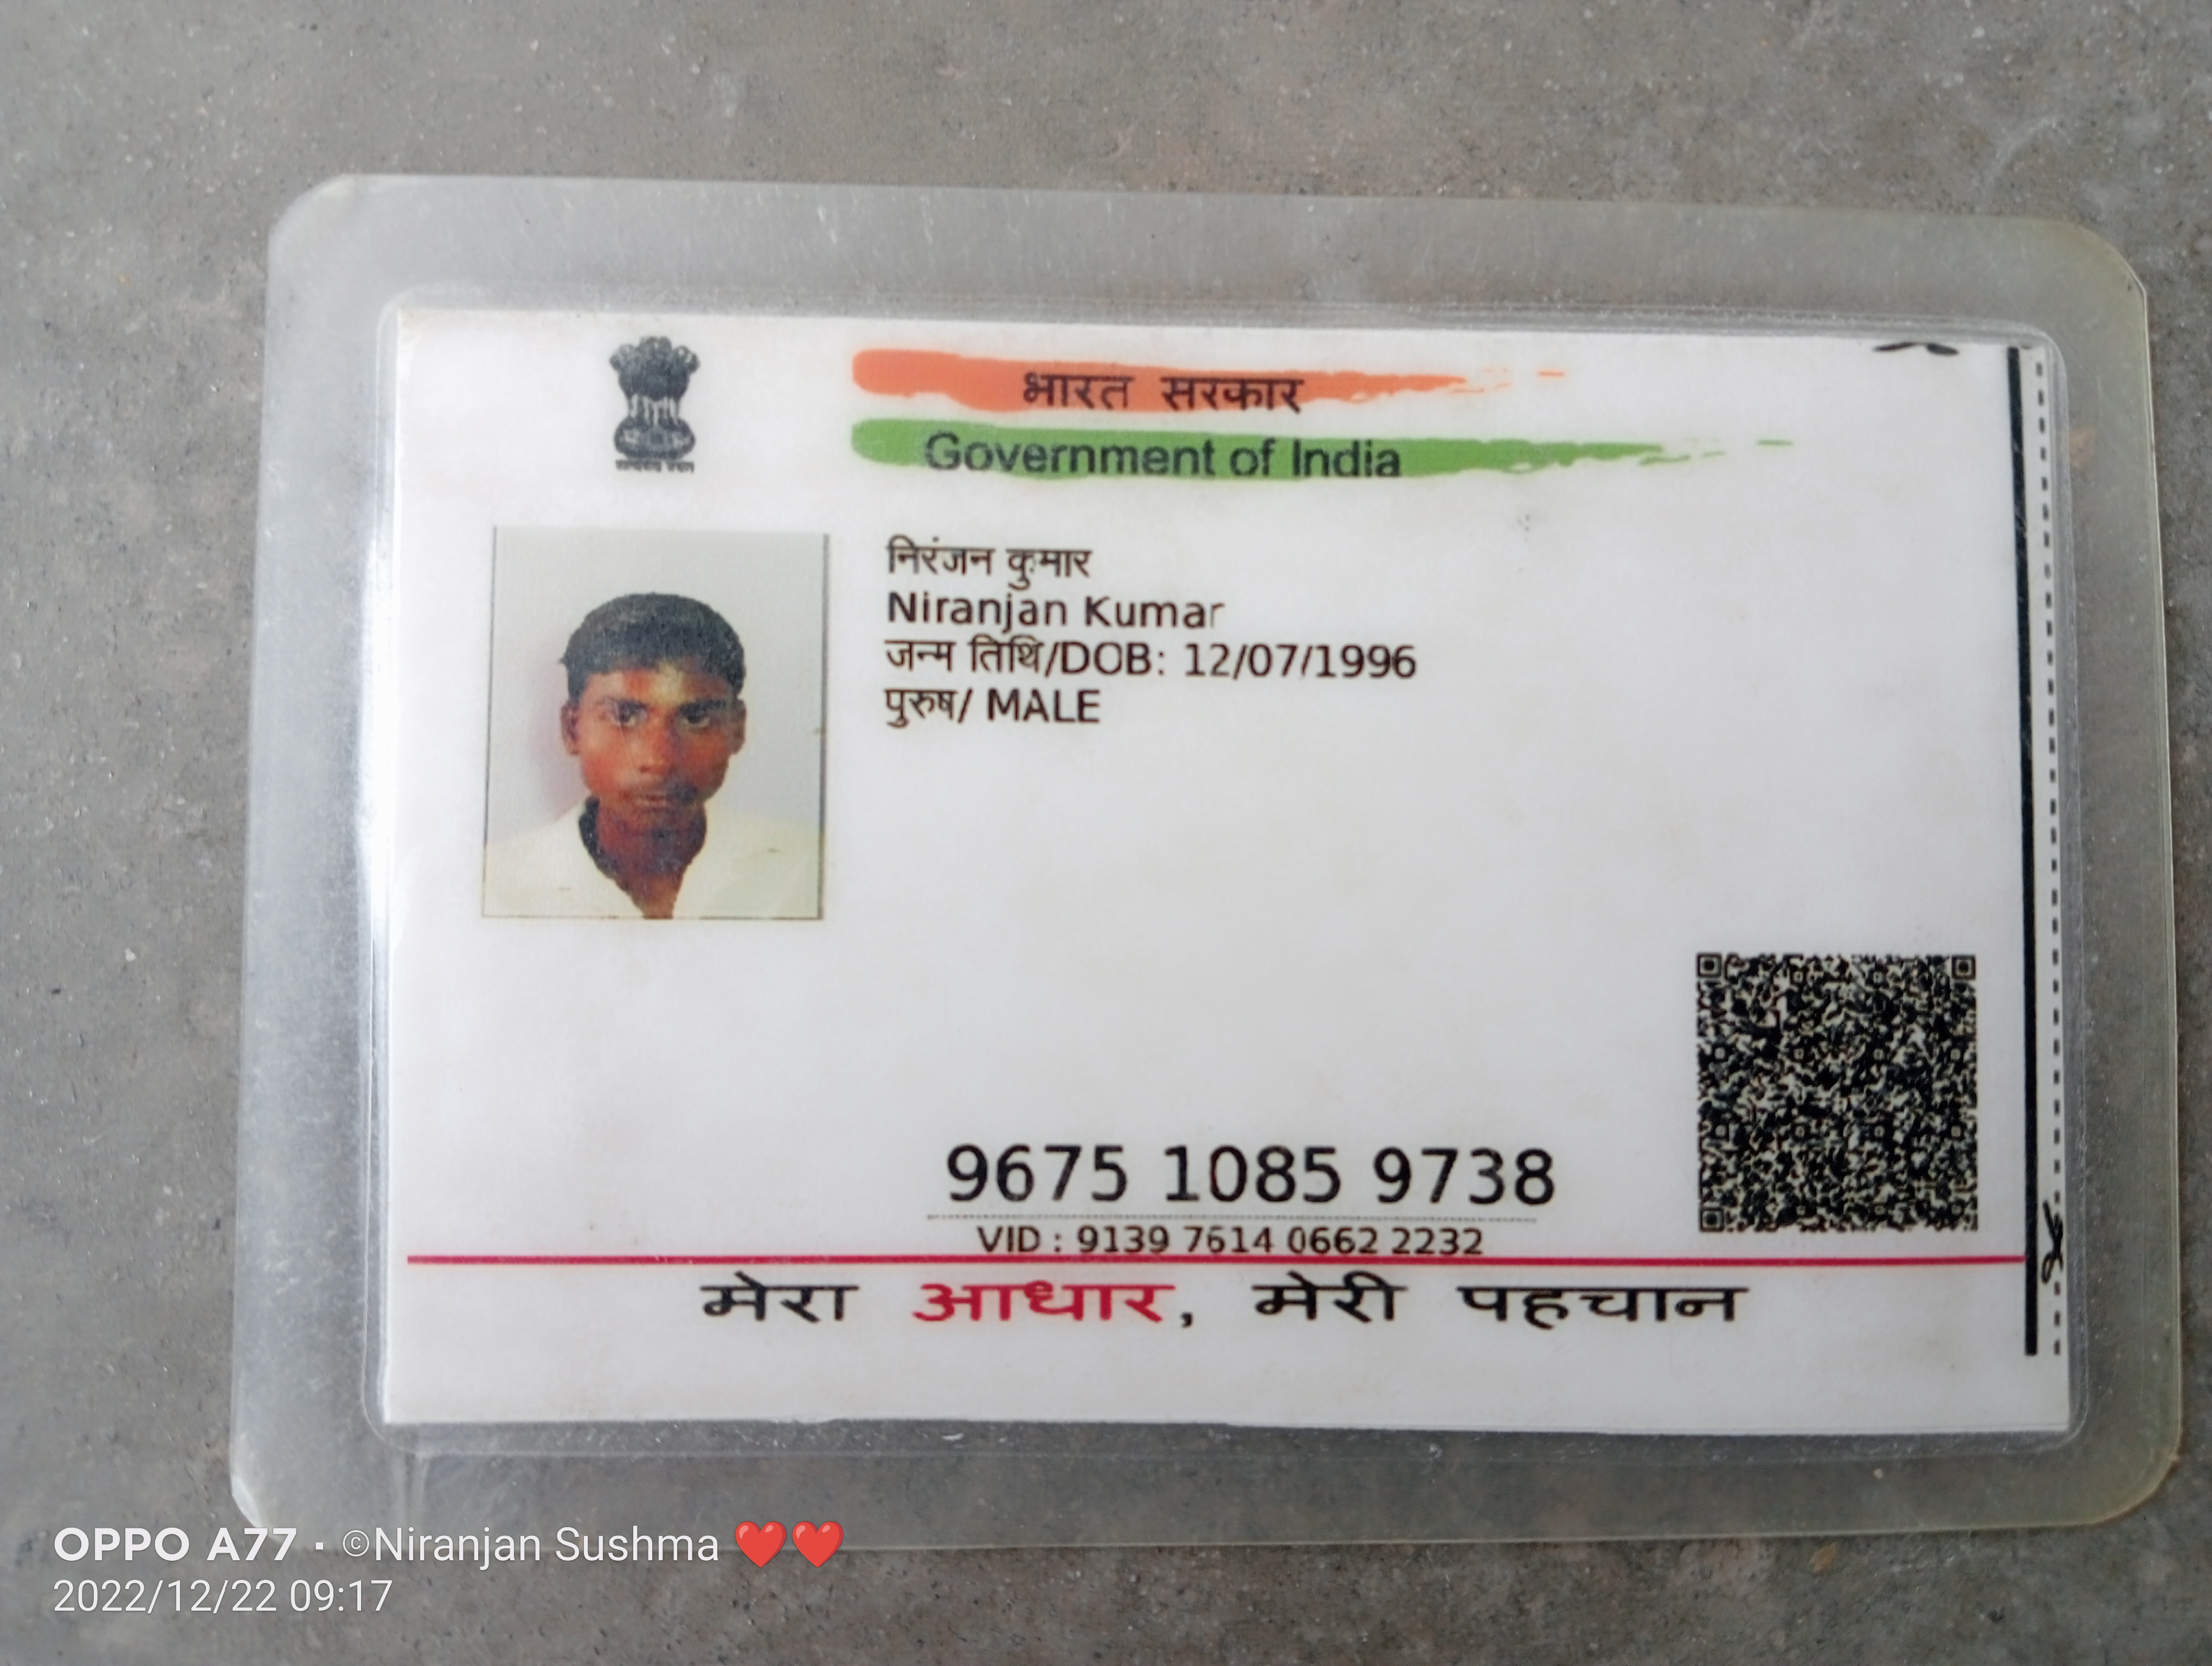 भारत सरकार
Government of India
निरंजन कुमार
Niranjan Kumar
जन्म तिथि/DOB: 12/07/1996
पुरुष/ MALE
9675 1085 9738
VID : 9139 7614 0662 2232
मेरा आधार, मेरी पहचान
OPPO A77 · ©Niranjan Sushma ❤️❤️
2022/12/22 09:17